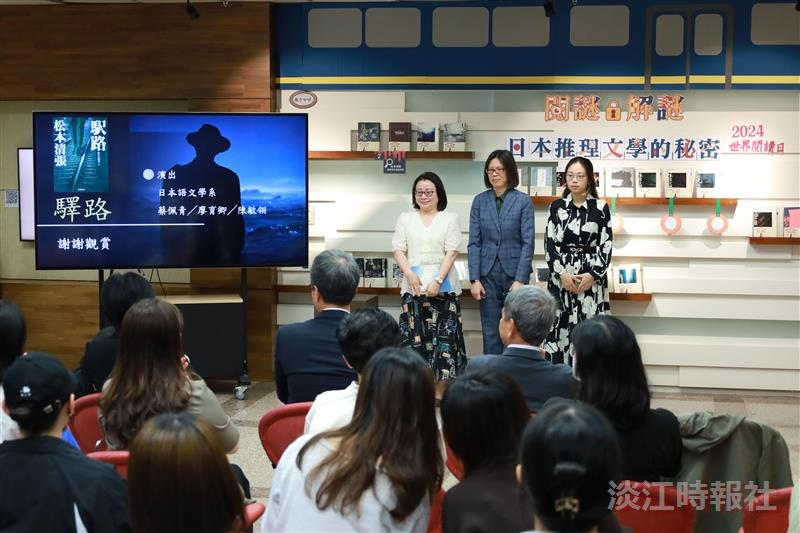 駅路
松本清張
驛路
謝謝觀賞
演出
日本語文學系
蔡佩青／廖育卿／陳敏翎
閱謎 解謎
日本推理文學的秘密
2024
世界閱讀日
淡江時報社